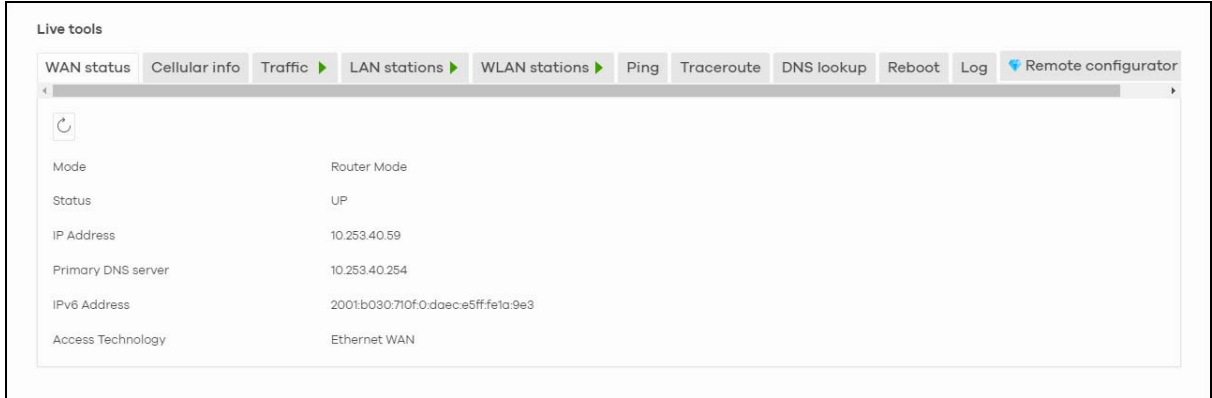 Live tools
WAN status Cellular info Traffic LAN stations WLAN stations Ping Traceroute DNS lookup Reboot Log Remote configurator
Mode Router Mode
Status UP
IP Address 10.253.40.59
Primary DNS server 10.253.40.254
IPv6 Address 2001:b030:710f:0:daec:e5ff:fe1a:9e3
Access Technology Ethernet WAN